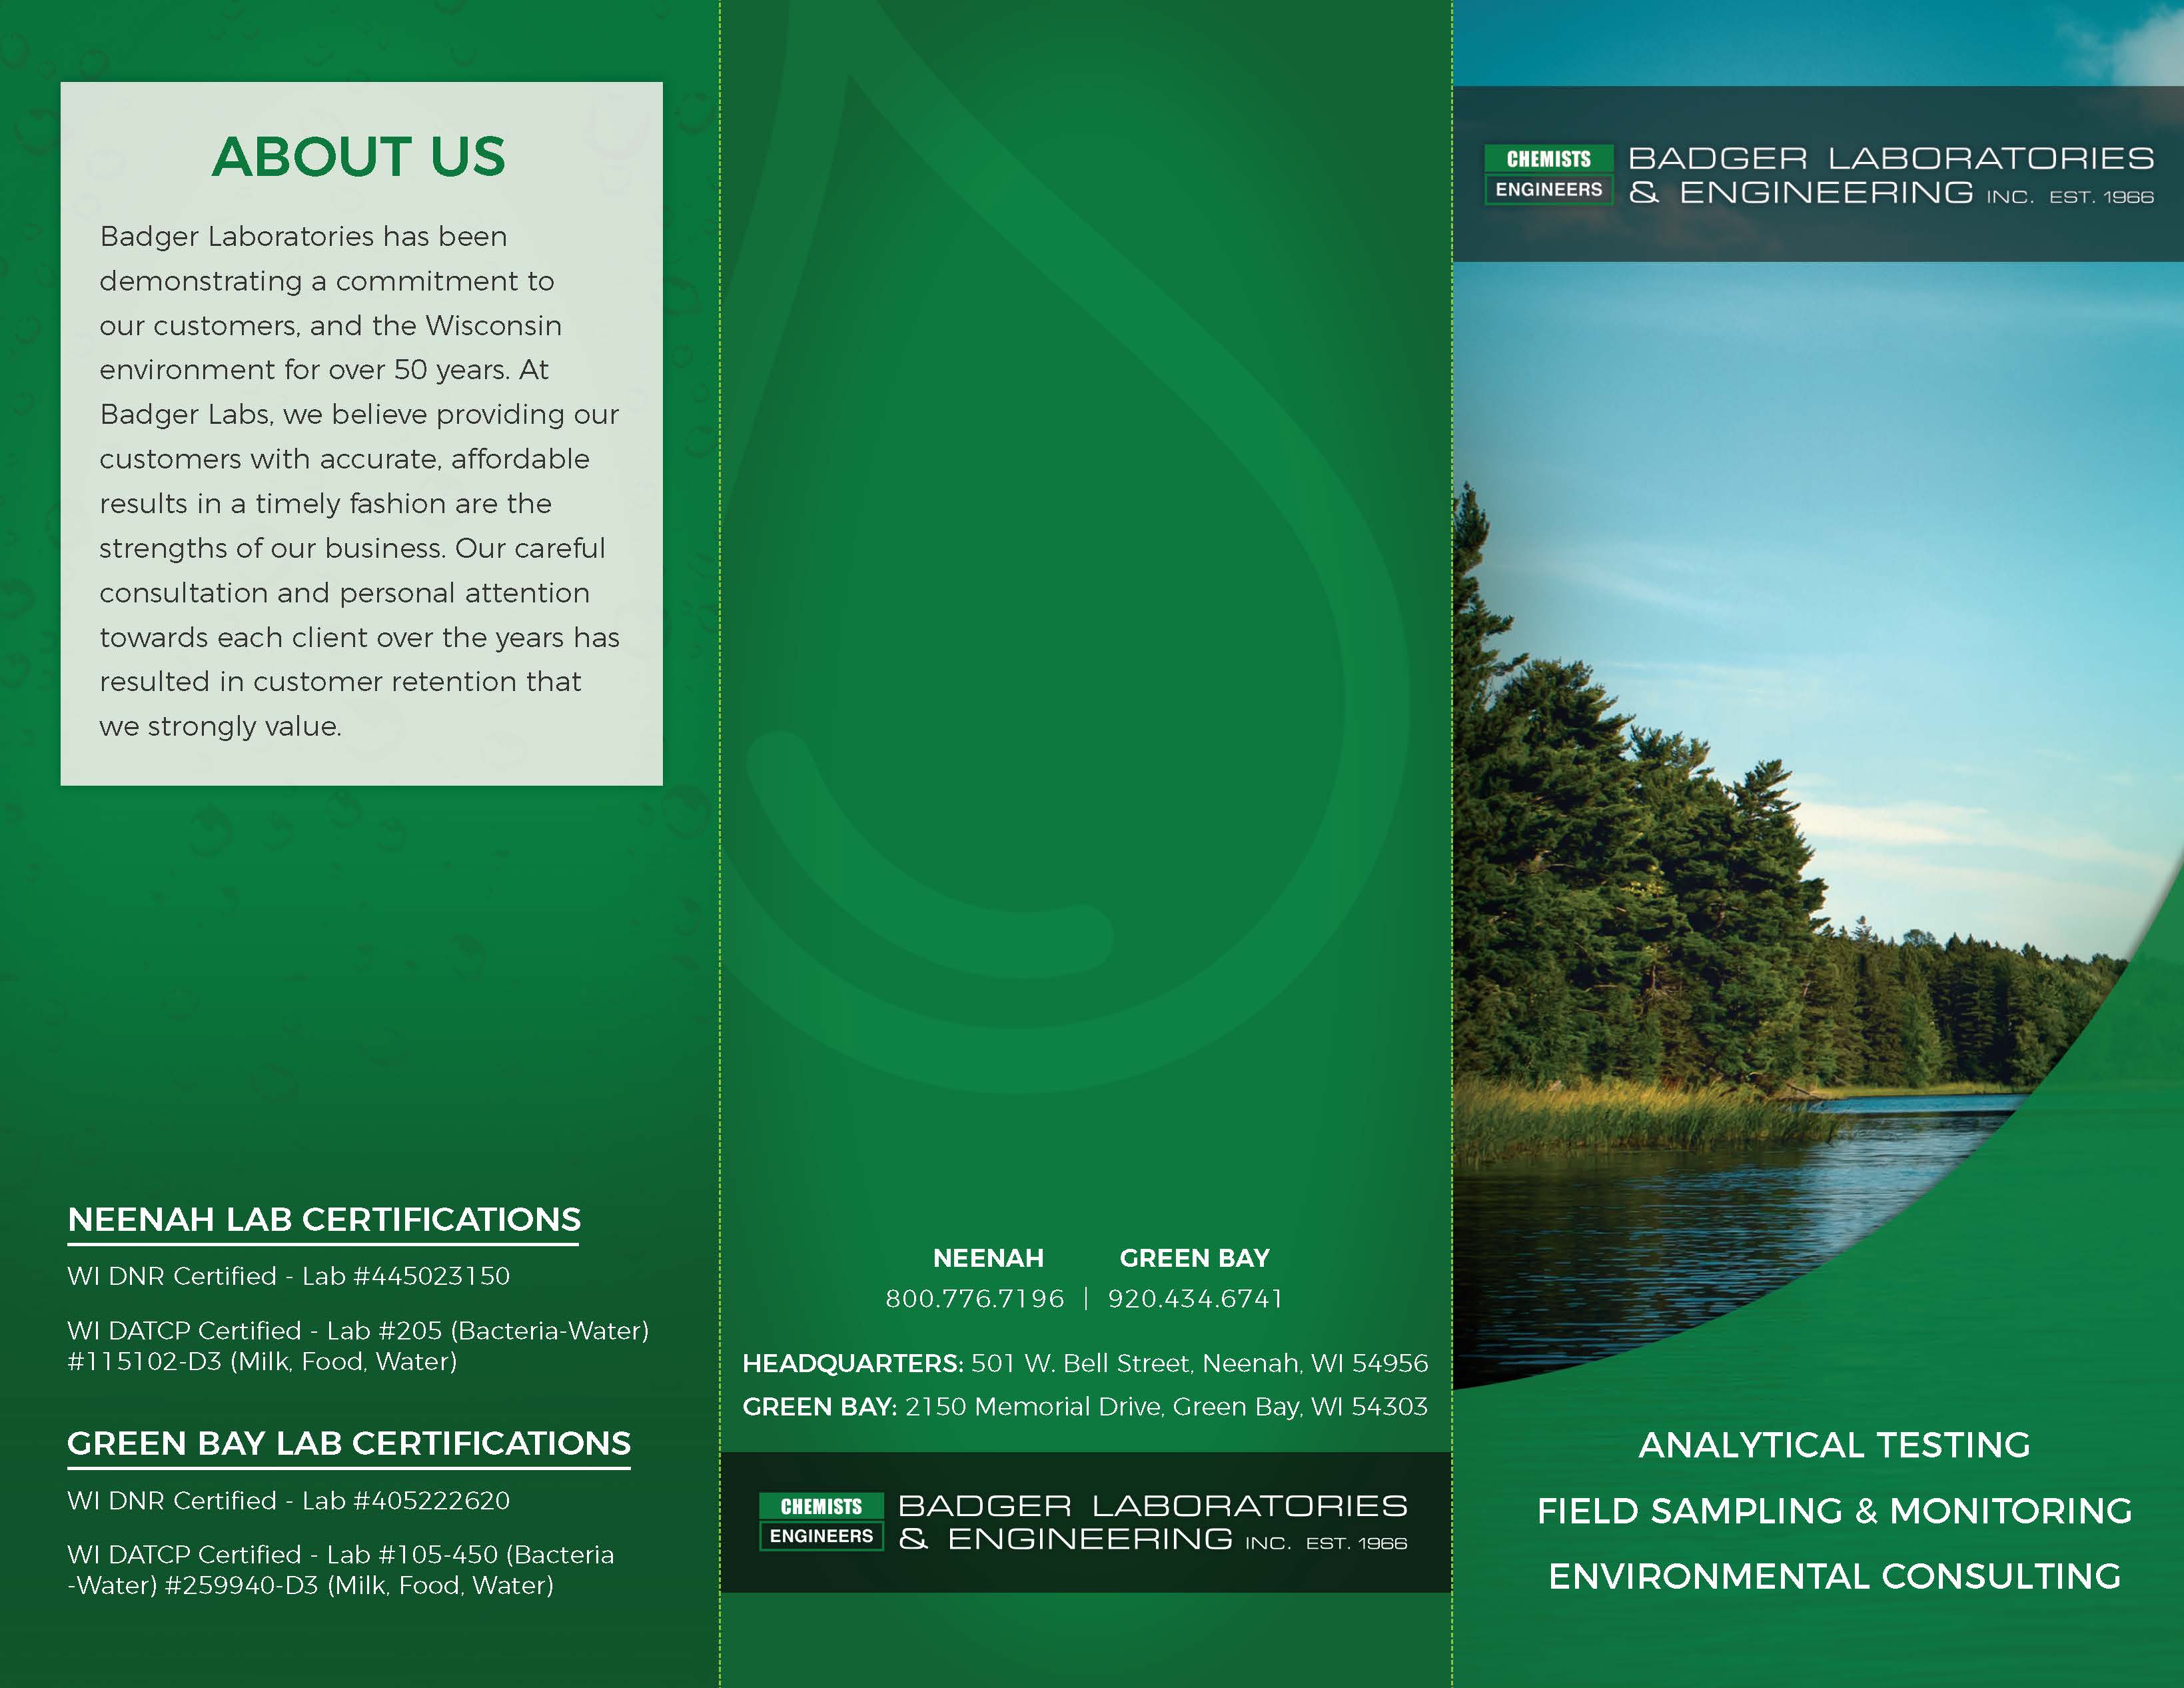 ABOUT US
Badger Laboratories has been
demonstrating a commitment to
our customers, and the Wisconsin
environment for over 50 years. At
Badger Labs, we believe providing our
customers with accurate, affordable
results in a timely fashion are the
strengths of our business. Our careful
consultation and personal attention
towards each client over the years has
resulted in customer retention that
we strongly value.
NEENAH LAB CERTIFICATIONS
WI DNR Certified - Lab #445023150
WI DATCP Certified - Lab #205 (Bacteria-Water)
#115102-D3 (Milk, Food, Water)
GREEN BAY LAB CERTIFICATIONS
WI DNR Certified - Lab #405222620
WI DATCP Certified - Lab #105-450 (Bacteria
-Water) #259940-D3 (Milk, Food, Water)
NEENAH GREEN BAY
800.776.7196 | 920.434.6741
HEADQUARTERS: 501 W. Bell Street, Neenah, WI 54956
GREEN BAY: 2150 Memorial Drive, Green Bay, WI 54303
CHEMISTS
ENGINEERS
BADGER LABORATORIES
& ENGINEERING INC. EST. 1966
CHEMISTS
ENGINEERS
BADGER LABORATORIES
& ENGINEERING INC. EST. 1966
ANALYTICAL TESTING
FIELD SAMPLING & MONITORING
ENVIRONMENTAL CONSULTING